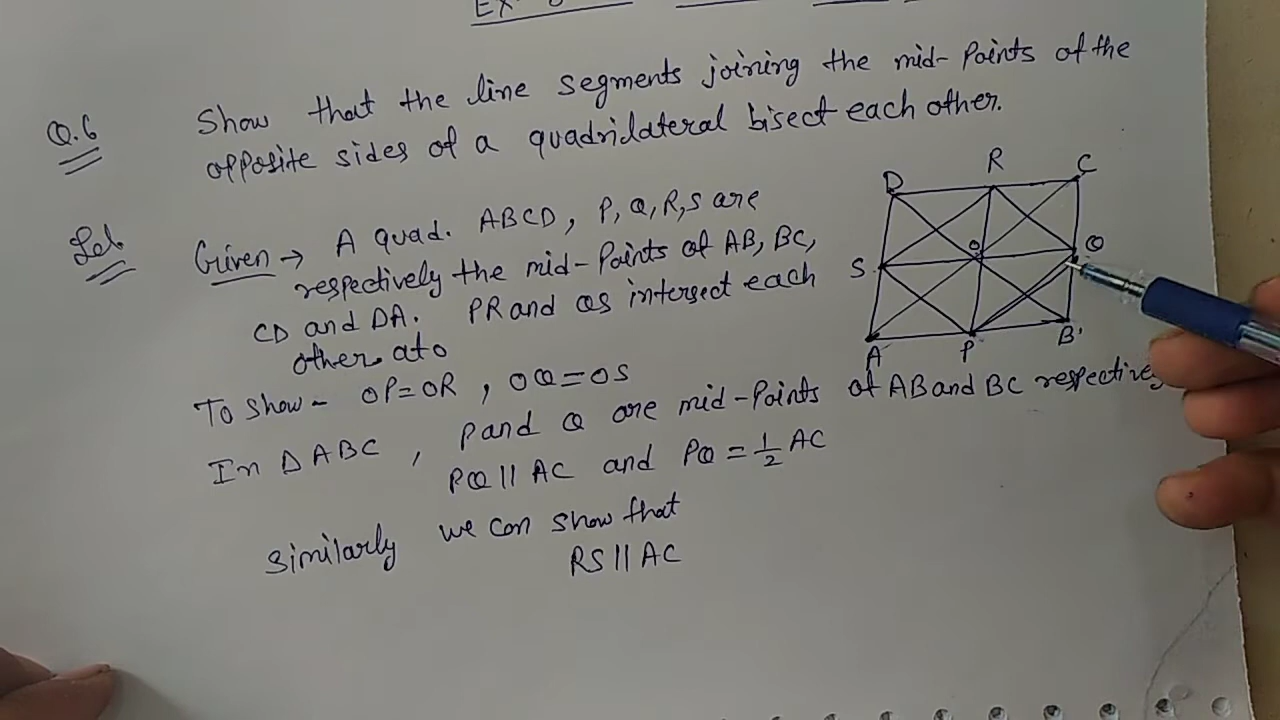 Ex.
Q.6 Show that the line segments joining the mid-Points of the
opposite sides of a quadrilateral bisect each other.
Sol. Given → A quad. ABCD, P, Q, R, S are
respectively the mid-Points of AB, BC,
CD and DA. PR and QS intersect each
other at O
To show - OP=OR, OQ=OS
In Δ ABC, P and Q are mid-Points of AB and BC respectively
PQ || AC and PQ = 1/2 AC
Similarly we can show that
RS || AC
D R C
S O Q
A P B